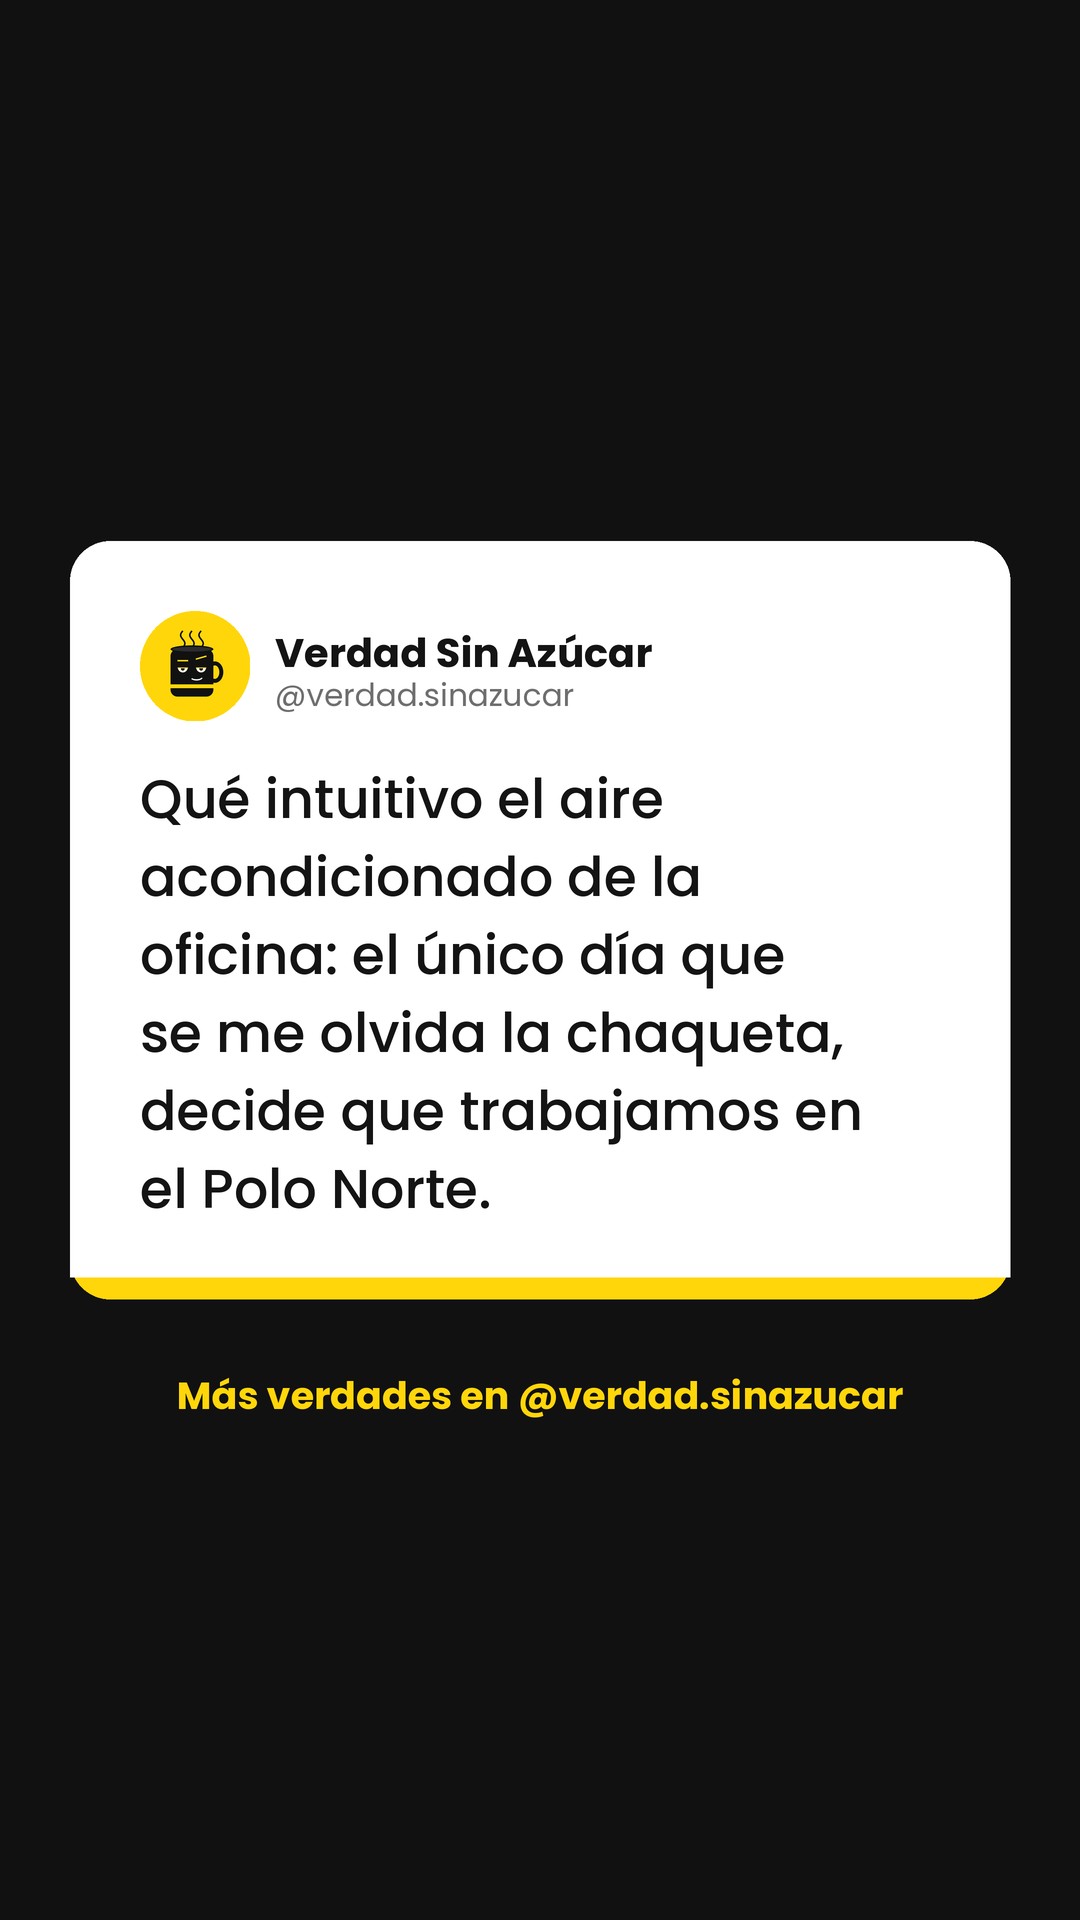 Verdad Sin Azúcar
@verdad.sinazucar
Qué intuitivo el aire
acondicionado de la
oficina: el único día que
se me olvida la chaqueta,
decide que trabajamos en
el Polo Norte.
Más verdades en @verdad.sinazucar